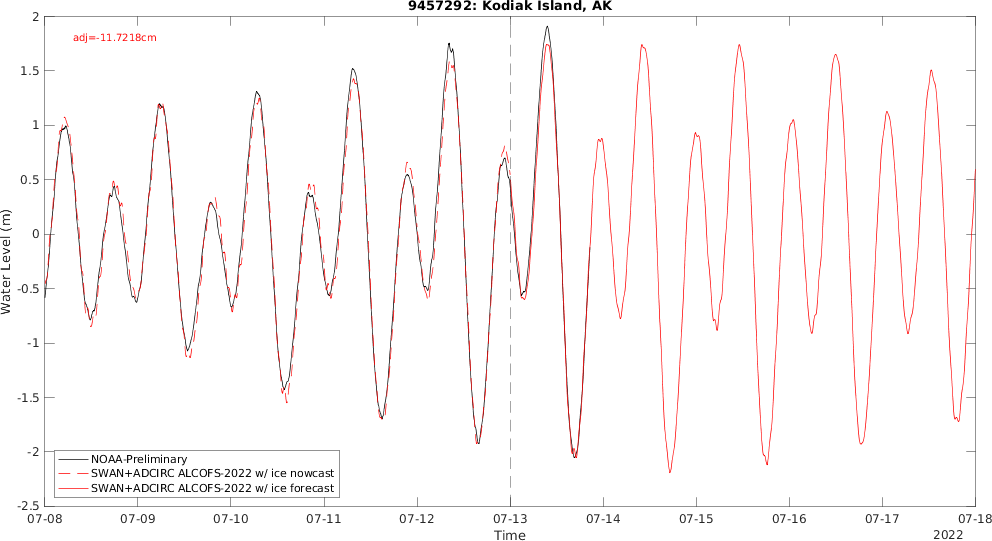 9457292: Kodiak Island, AK
adj=-11.7218cm
2
1.5
1
0.5
0
-0.5
-1
-1.5
-2
-2.5
Water Level (m)
NOAA-Preliminary
SWAN+ADCIRC ALCOFS-2022 w/ ice nowcast
SWAN+ADCIRC ALCOFS-2022 w/ ice forecast
07-08 07-09 07-10 07-11 07-12 07-13 07-14 07-15 07-16 07-17 07-18
Time
2022